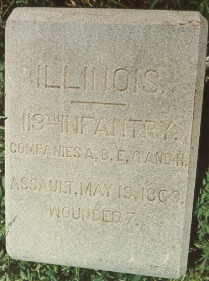 ILLINOIS.
113TH INFANTRY.
COMPANIES A, B, E, G, AND H.
ASSAULT, MAY 19, 1863.
WOUNDED 7.